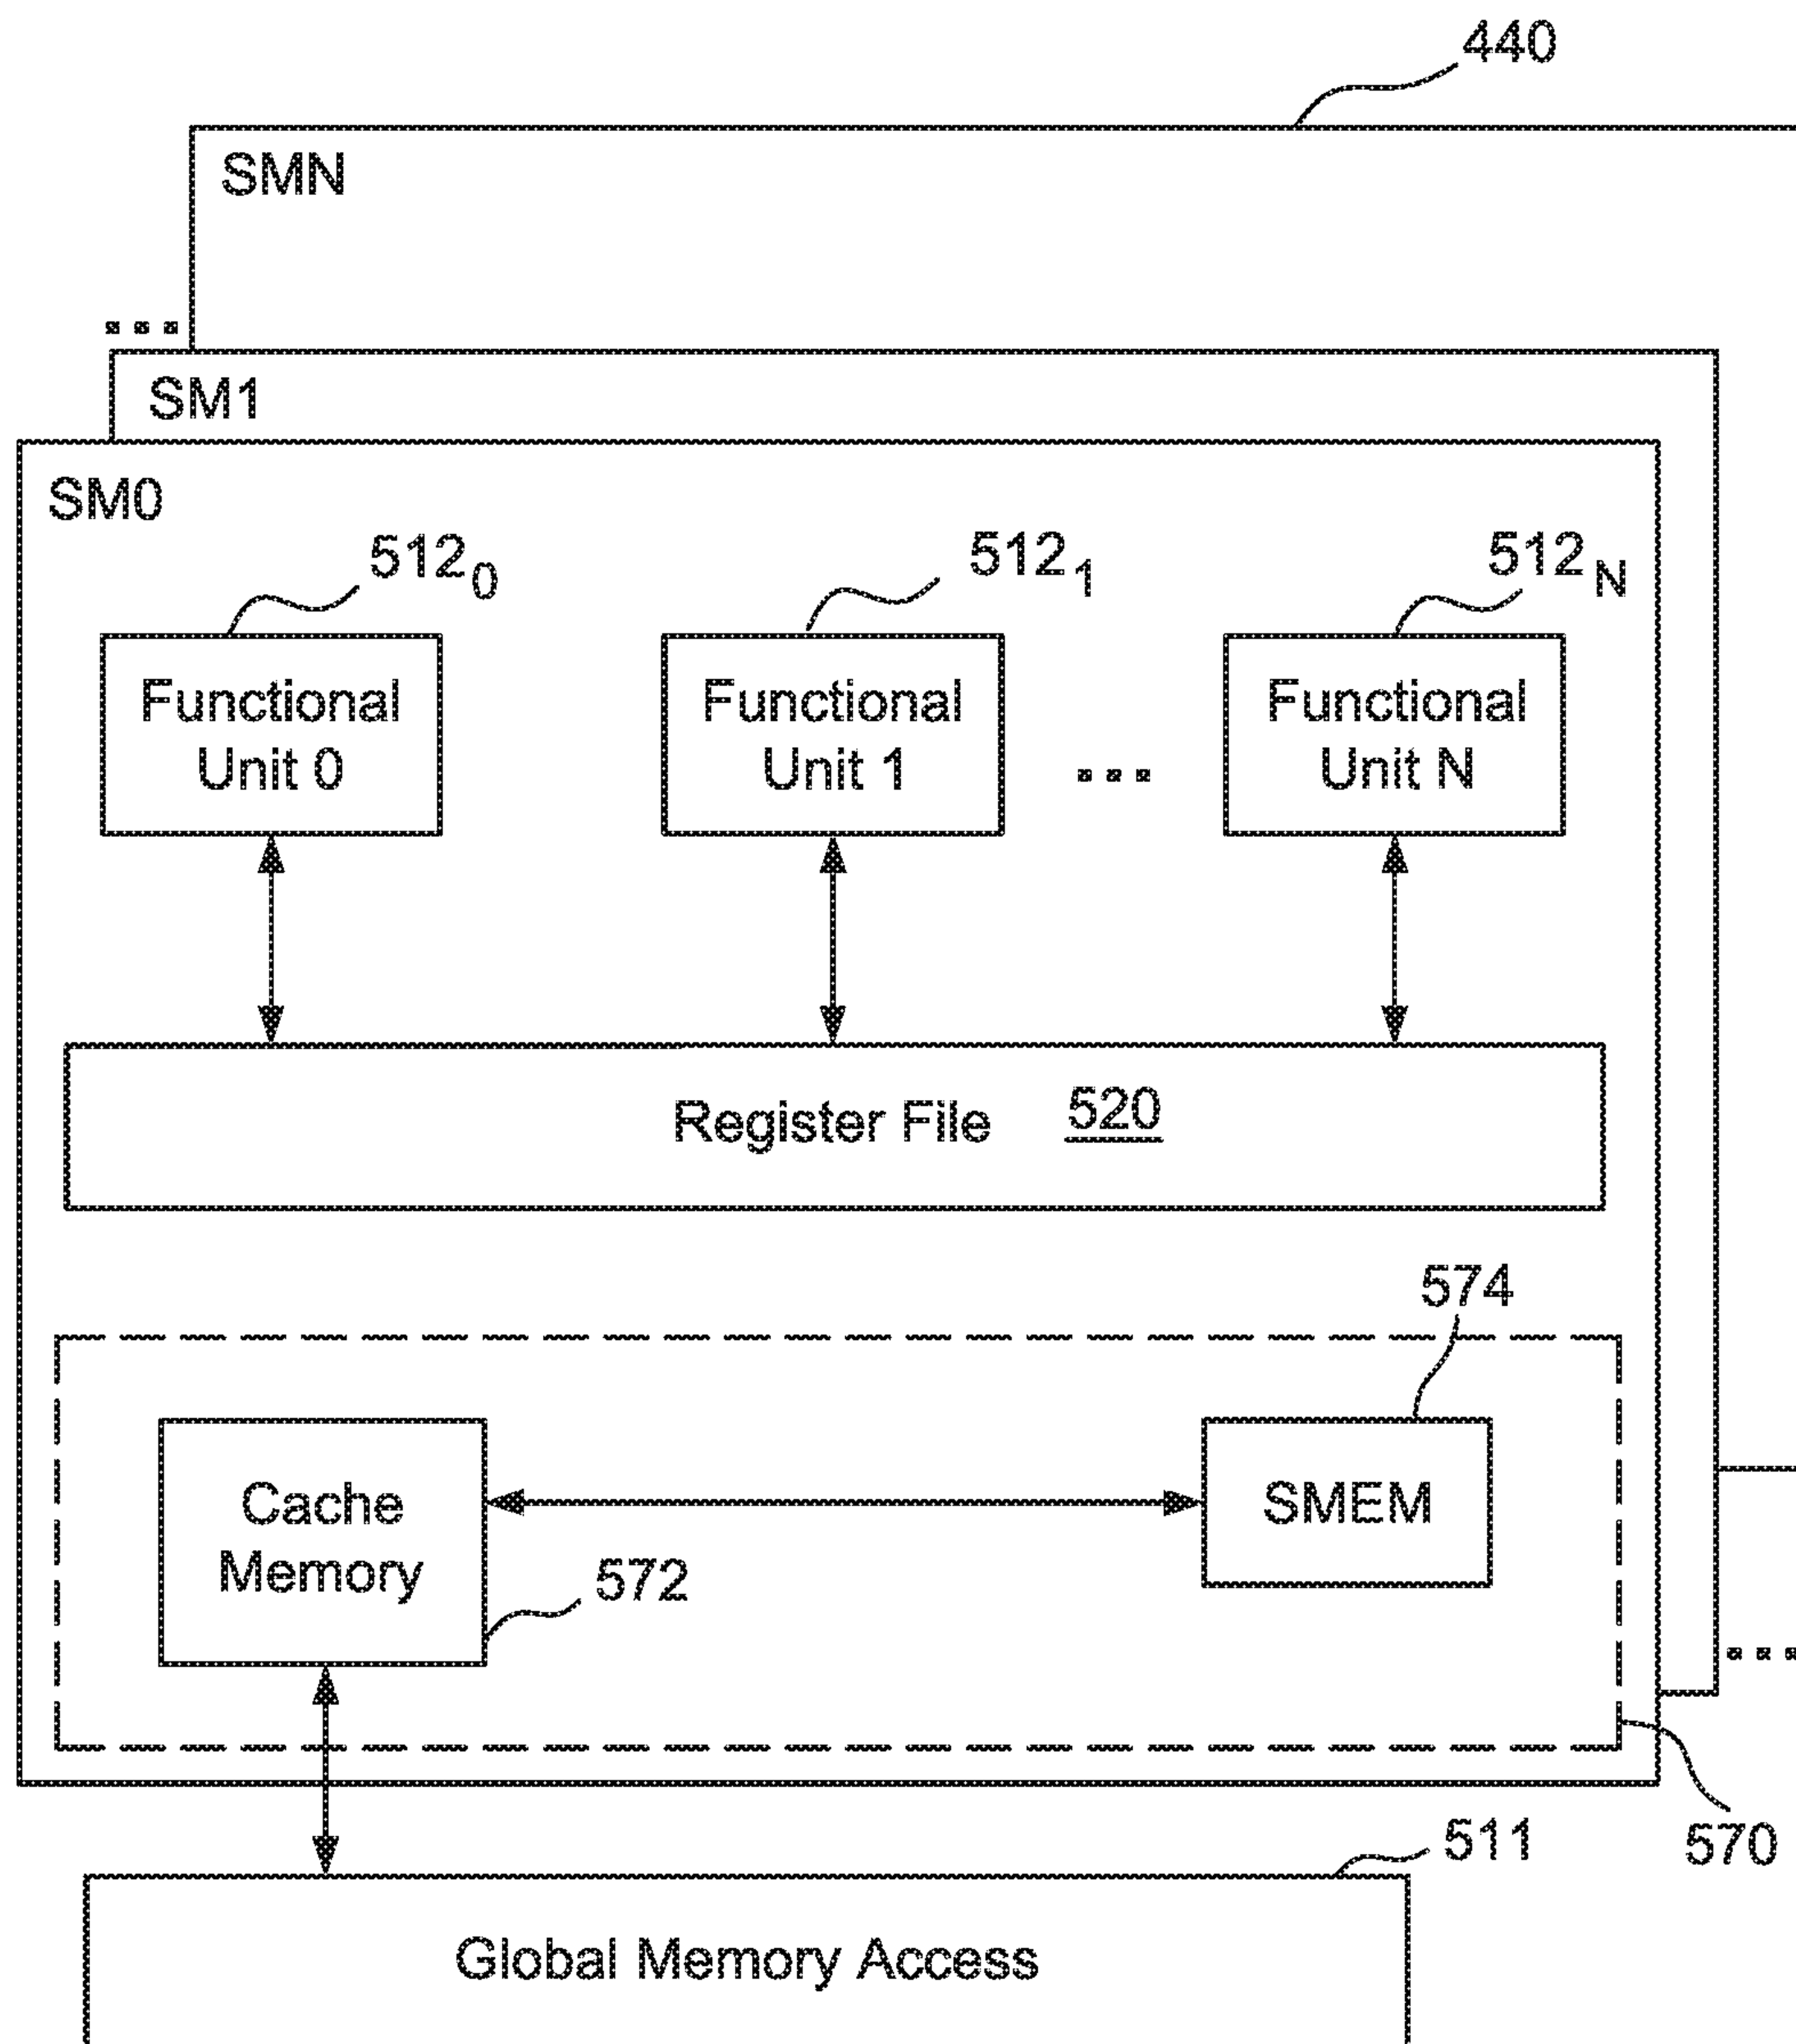 440
SMN
...
SM1
SM0
512₀
512₁
512N
Functional
Unit 0
Functional
Unit 1
...
Functional
Unit N
Register File 520
574
Cache
Memory
SMEM
572
...
570
511
Global Memory Access